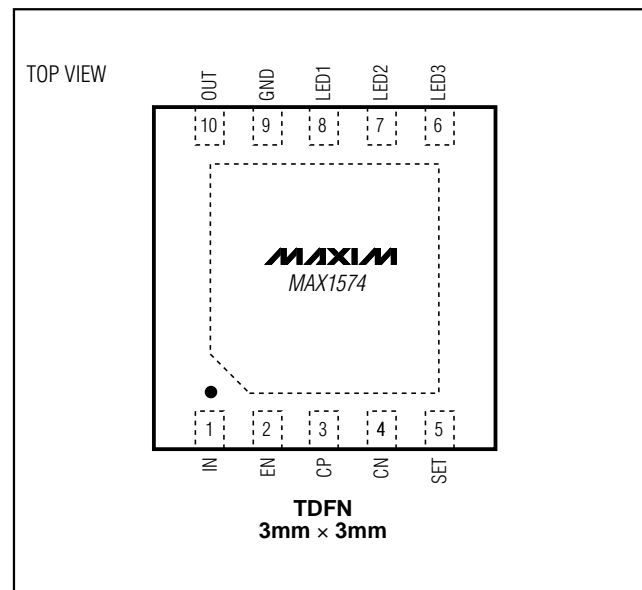 TOP VIEW
OUT
GND
LED1
LED2
LED3
10
9
8
7
6
MAXIM
MAX1574
1
2
3
4
5
IN
EN
CP
CN
SET
TDFN
3mm × 3mm